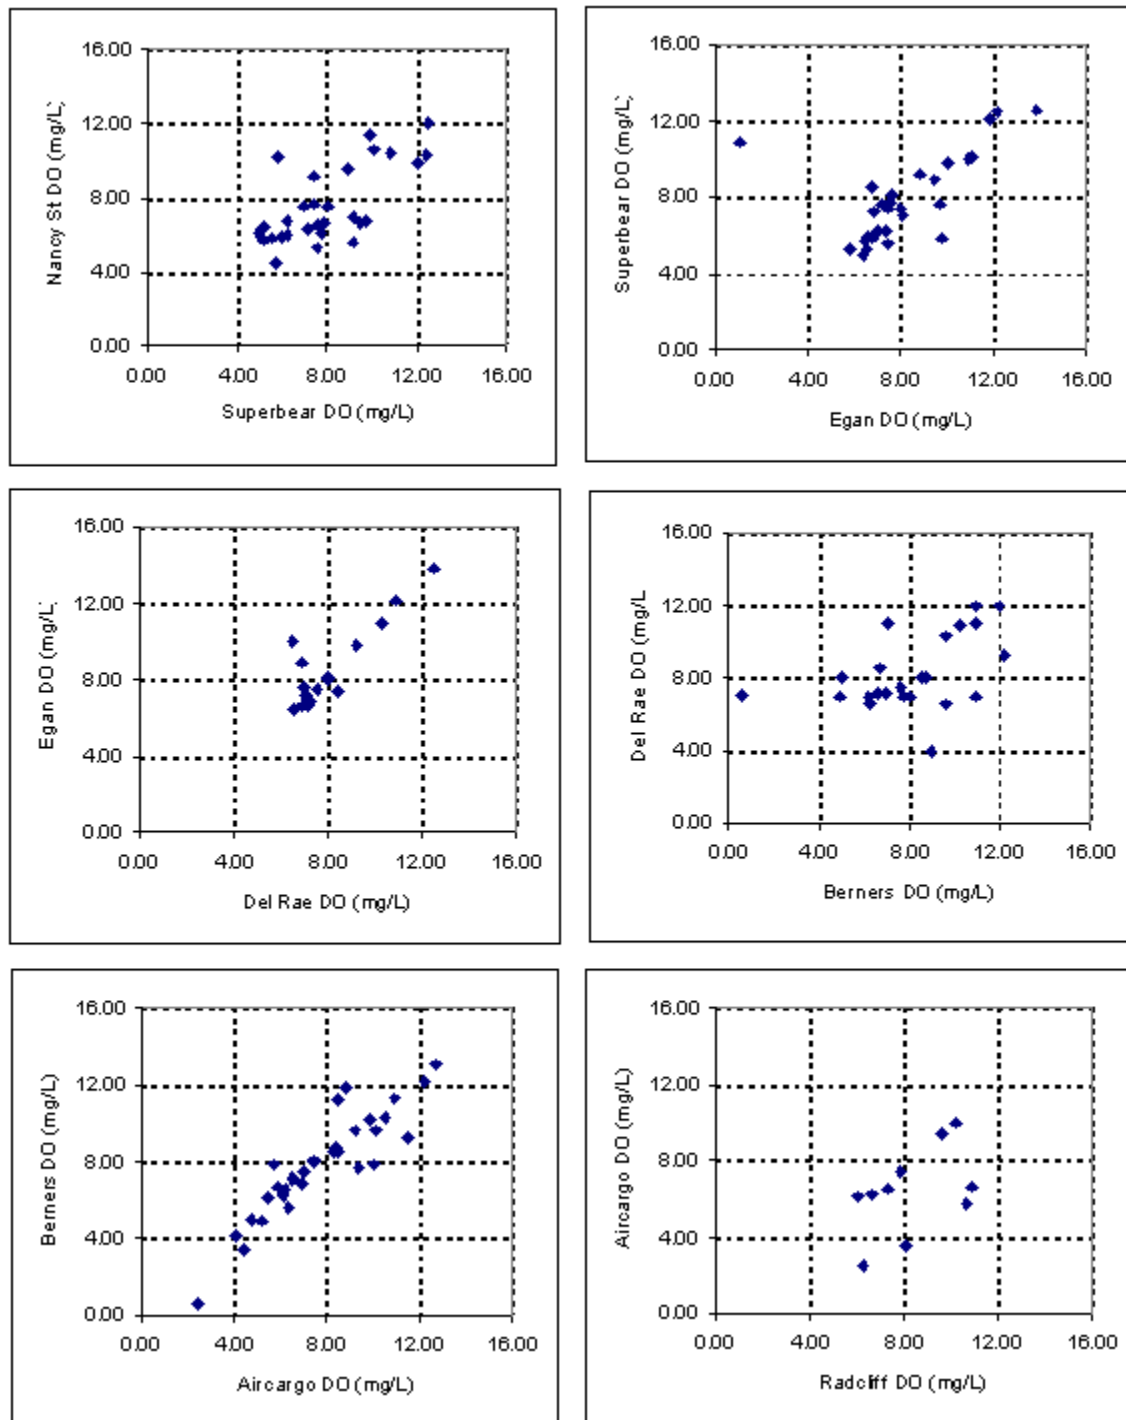 16.00
12.00
8.00
4.00
0.00
Nancy St DO (mg/L)
0.00 4.00 8.00 12.00 16.00
Superbear DO (mg/L)
16.00
12.00
8.00
4.00
0.00
Superbear DO (mg/L)
0.00 4.00 8.00 12.00 16.00
Egan DO (mg/L)
16.00
12.00
8.00
4.00
0.00
Egan DO (mg/L)
0.00 4.00 8.00 12.00 16.00
Del Rae DO (mg/L)
16.00
12.00
8.00
4.00
0.00
Del Rae DO (mg/L
0.00 4.00 8.00 12.00 16.00
Berners DO (mg/L)
16.00
12.00
8.00
4.00
0.00
Berners DO (mg/L)
0.00 4.00 8.00 12.00 16.00
Aircargo DO (mg/L)
16.00
12.00
8.00
4.00
0.00
Aircargo DO (mg/L)
0.00 4.00 8.00 12.00 16.00
Radcliff DO (mg/L)